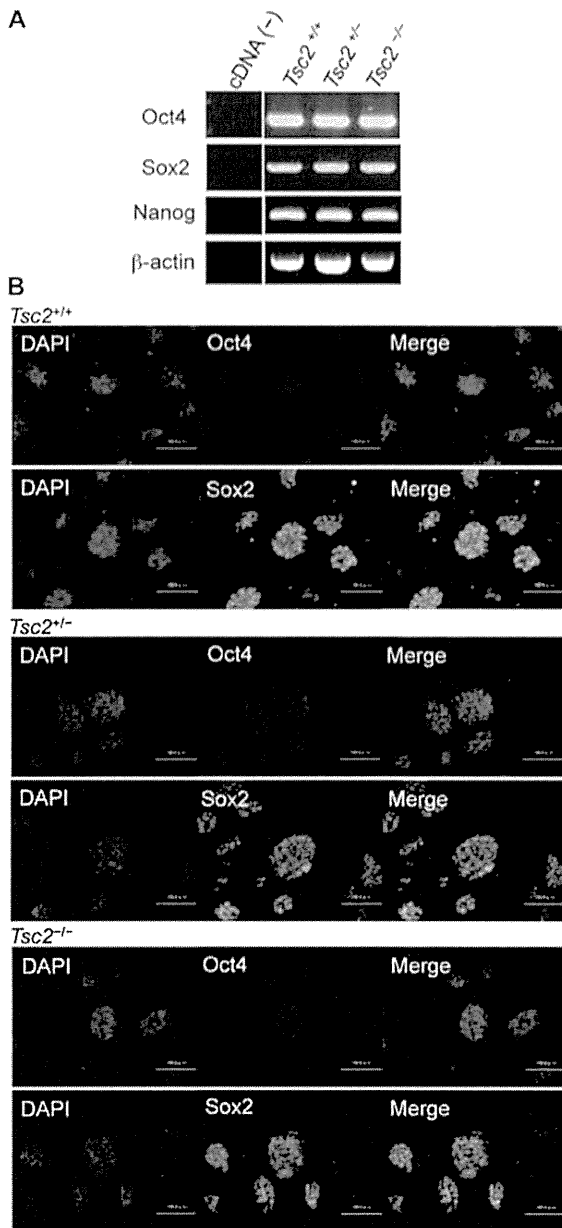 A
cDNA (−) Tsc2+/+ Tsc2+/− Tsc2−/−
Oct4
Sox2
Nanog
β-actin
B
Tsc2+/+
DAPI Oct4 Merge
DAPI Sox2 Merge
Tsc2+/−
DAPI Oct4 Merge
DAPI Sox2 Merge
Tsc2−/−
DAPI Oct4 Merge
DAPI Sox2 Merge